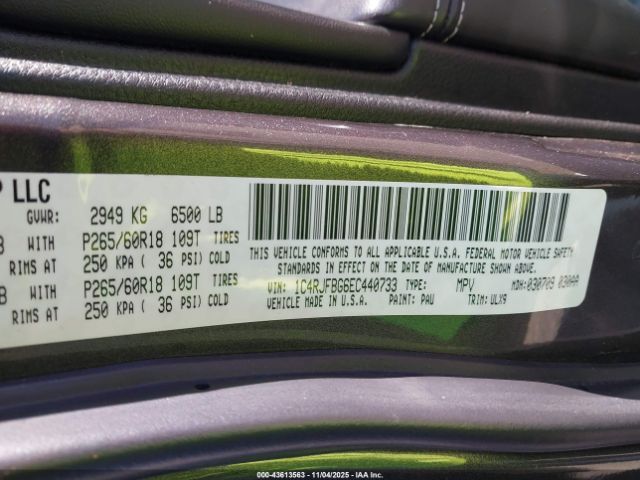 P LLC
GVWR: 2949 KG 6500 LB
B WITH P265/60R18 109T TIRES
RIMS AT 250 KPA ( 36 PSI) COLD
B WITH P265/60R18 109T TIRES
RIMS AT 250 KPA ( 36 PSI) COLD
THIS VEHICLE CONFORMS TO ALL APPLICABLE U.S.A. FEDERAL MOTOR VEHICLE SAFETY
STANDARDS IN EFFECT ON THE DATE OF MANUFACTURE SHOWN ABOVE
VIN: 1C4RJFBG6EC440733 TYPE: MPV MDH: 030709 030AA
VEHICLE MADE IN U.S.A. PAINT: PAU TRIM: ULX9
000-43613563 - 11/04/2025 - IAA Inc.